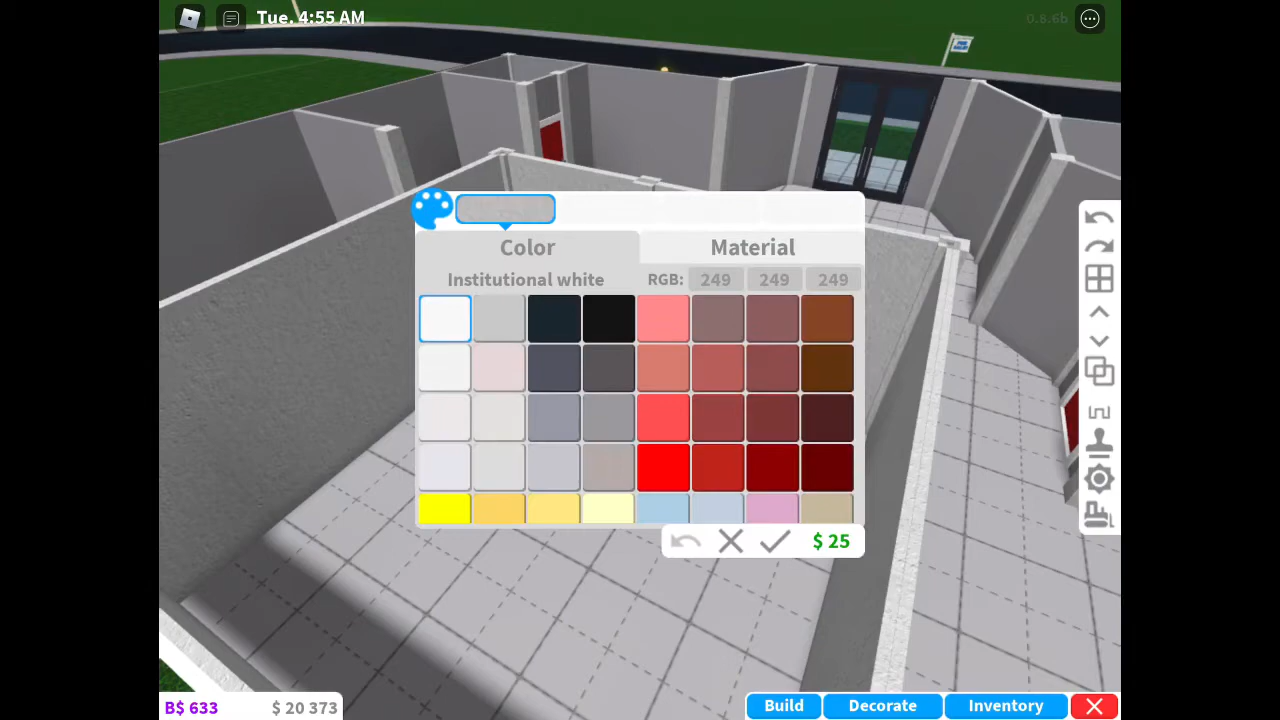 Tue. 4:55 AM
0.8.6b
Color
Material
Institutional white
RGB: 249 249 249
$ 25
B$ 633
$ 20 373
Build
Decorate
Inventory